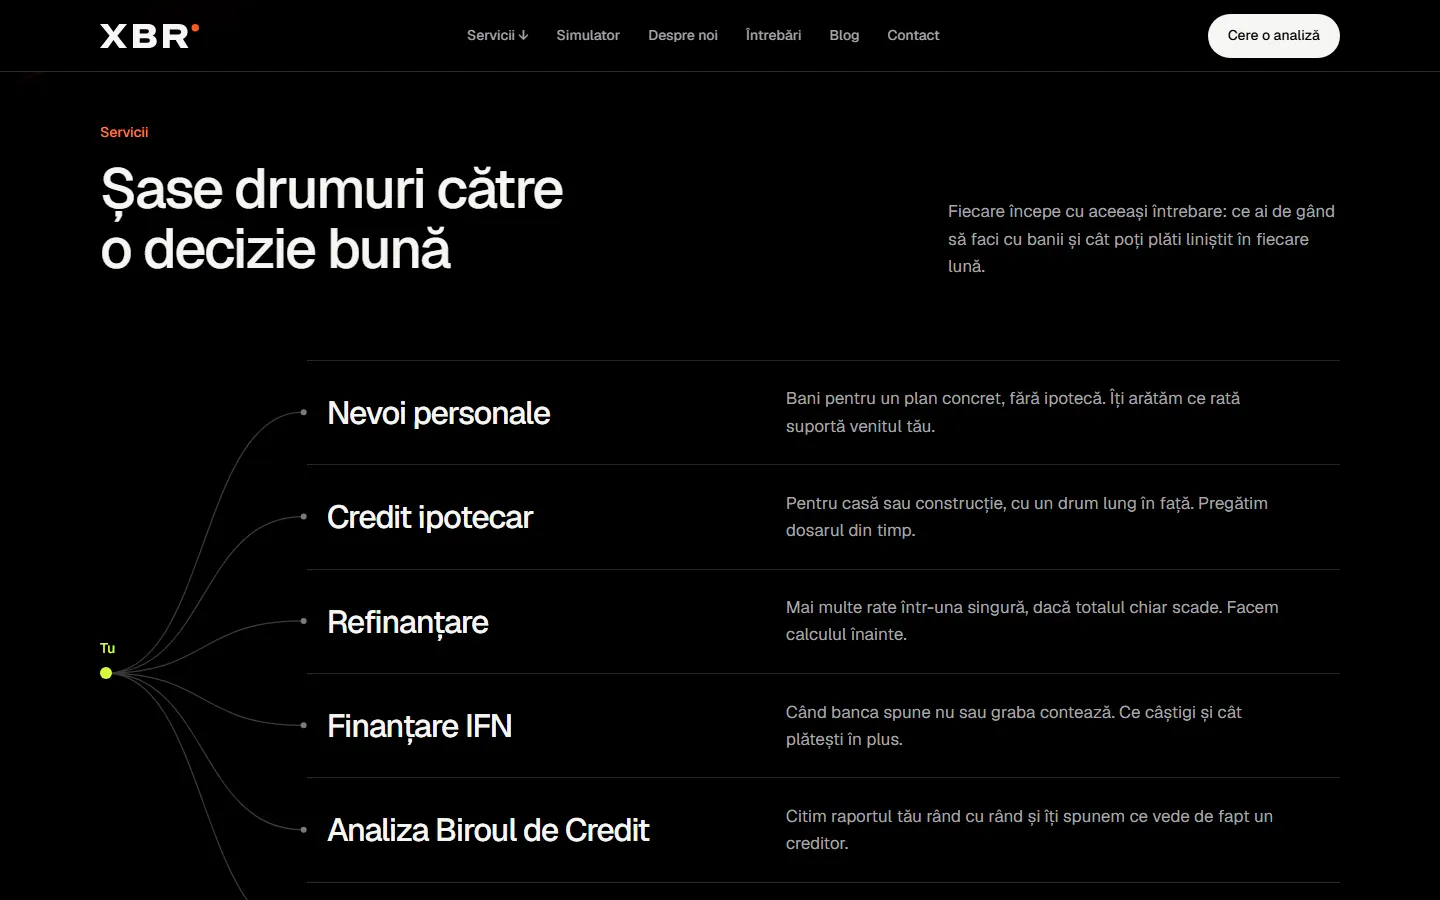 XBR
Servicii ↓
Simulator
Despre noi
Întrebări
Blog
Contact
Cere o analiză
Servicii
Șase drumuri către
o decizie bună
Fiecare începe cu aceeași întrebare: ce ai de gând
să faci cu banii și cât poți plăti liniștit în fiecare
lună.
Nevoi personale
Bani pentru un plan concret, fără ipotecă. Îți arătăm ce rată
suportă venitul tău.
Credit ipotecar
Pentru casă sau construcție, cu un drum lung în față. Pregătim
dosarul din timp.
Refinanțare
Mai multe rate într-una singură, dacă totalul chiar scade. Facem
calculul înainte.
Tu
Finanțare IFN
Când banca spune nu sau graba contează. Ce câștigi și cât
plătești în plus.
Analiza Biroul de Credit
Citim raportul tău rând cu rând și îți spunem ce vede de fapt un
creditor.